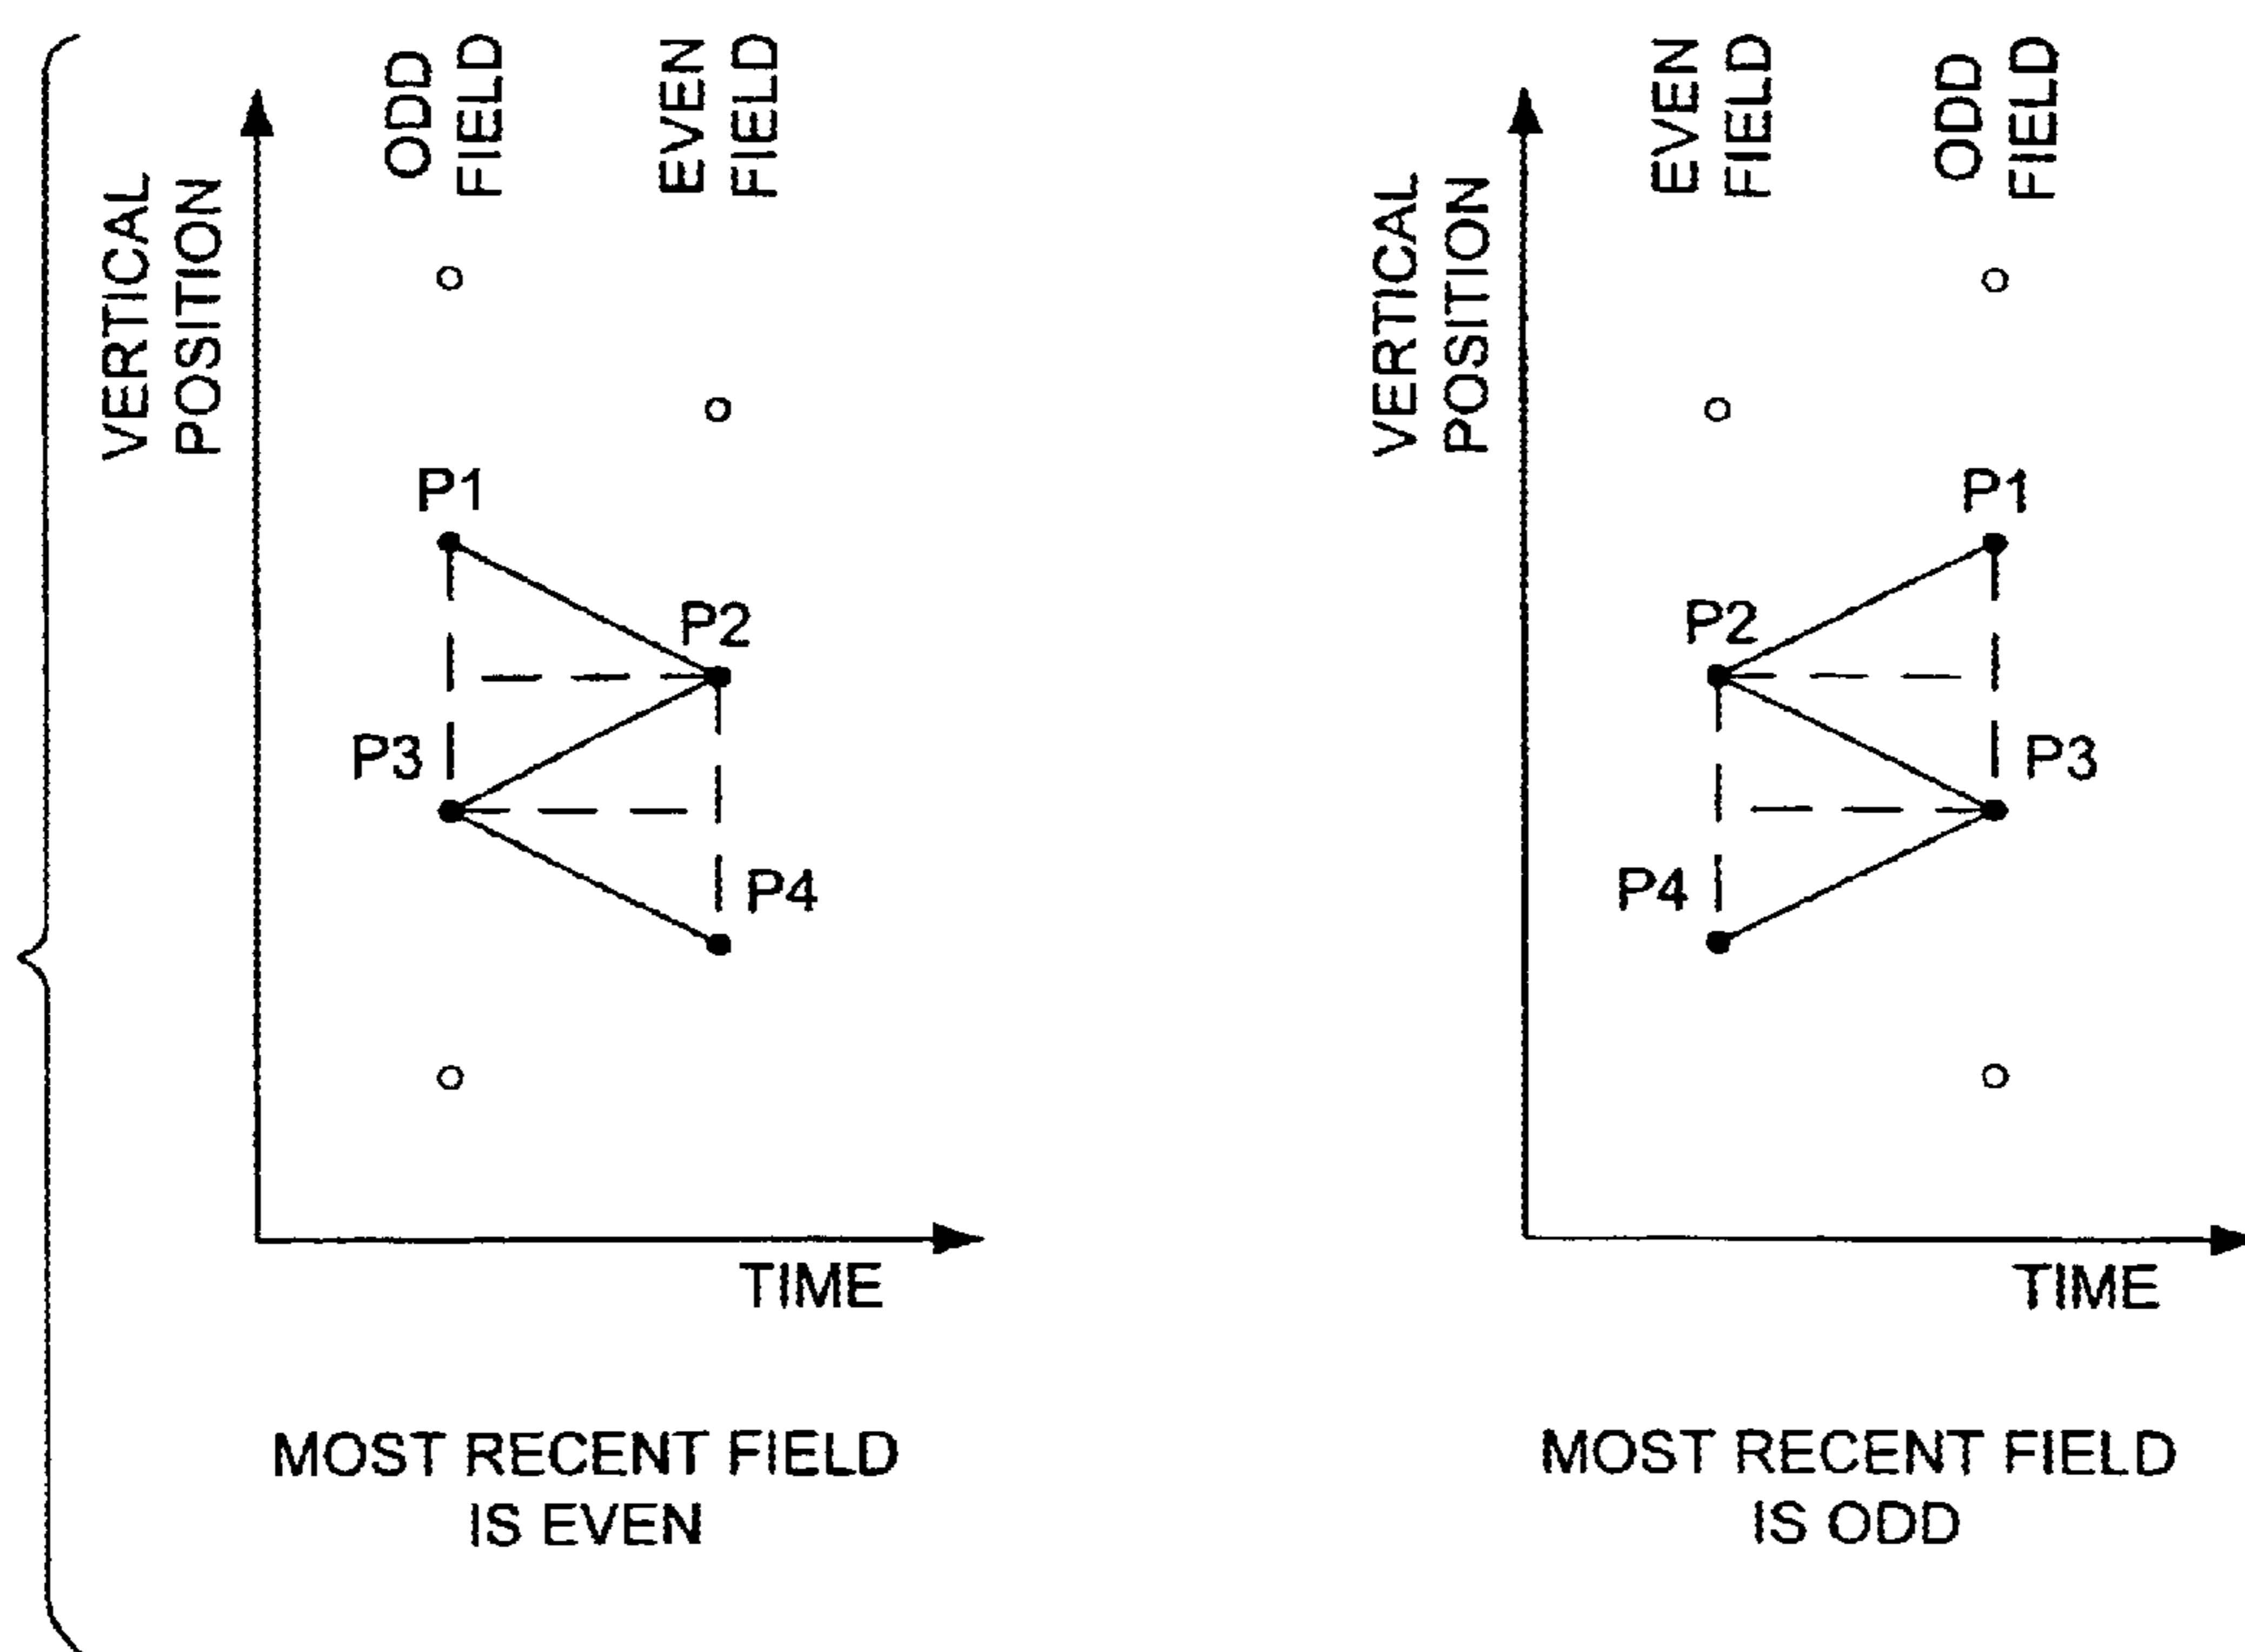 VERTICAL
POSITION
ODD
FIELD
EVEN
FIELD
P1
P2
P3
P4
TIME
MOST RECENT FIELD
IS EVEN
VERTICAL
POSITION
EVEN
FIELD
ODD
FIELD
P1
P2
P3
P4
TIME
MOST RECENT FIELD
IS ODD